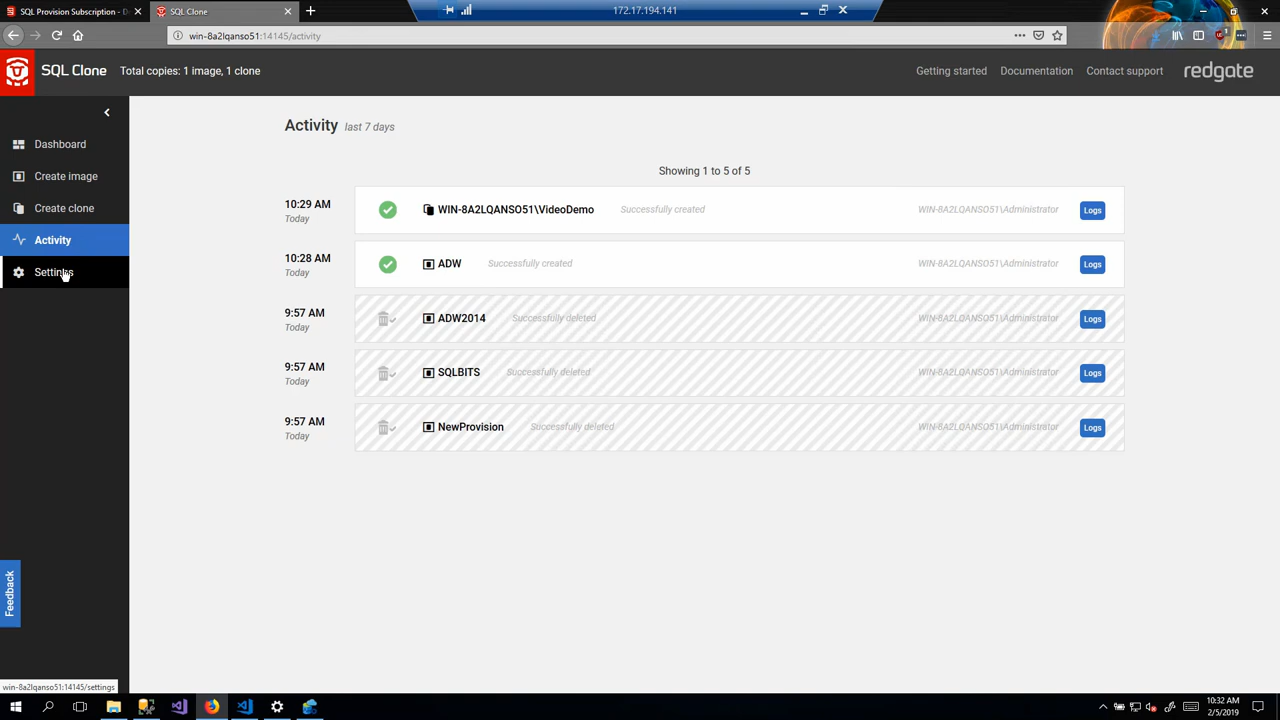 SQL Provision Subscription - D
SQL Clone
172.17.194.141
win-8a2lqanso51:14145/activity
SQL Clone
Total copies: 1 image, 1 clone
Getting started
Documentation
Contact support
redgate
Dashboard
Create image
Create clone
Activity
Settings
Feedback
Activity last 7 days
Showing 1 to 5 of 5
10:29 AM
Today
WIN-8A2LQANSO51\VideoDemo Successfully created WIN-8A2LQANSO51\Administrator Logs
10:28 AM
Today
ADW Successfully created WIN-8A2LQANSO51\Administrator Logs
9:57 AM
Today
ADW2014 Successfully deleted WIN-8A2LQANSO51\Administrator Logs
9:57 AM
Today
SQLBITS Successfully deleted WIN-8A2LQANSO51\Administrator Logs
9:57 AM
Today
NewProvision Successfully deleted WIN-8A2LQANSO51\Administrator Logs
win-8a2lqanso51:14145/settings
10:32 AM
2/5/2019